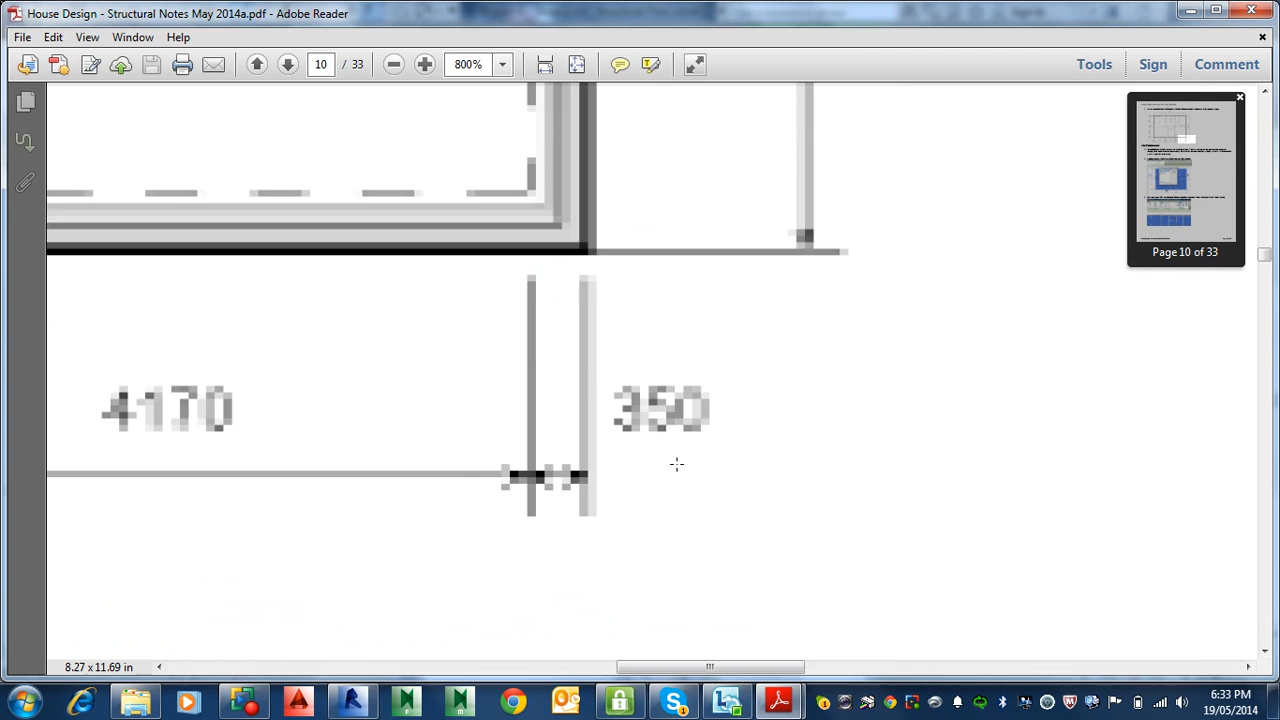 House Design - Structural Notes May 2014a.pdf - Adobe Reader
File Edit View Window Help
10 / 33 800% Tools Sign Comment
Page 10 of 33
4170 350
8.27 x 11.69 in
6:33 PM
19/05/2014